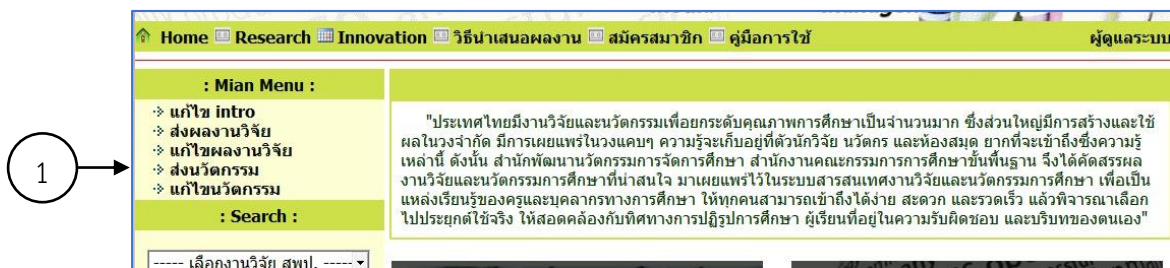 Home Research Innovation วิธีนำเสนอผลงาน สมัครสมาชิก คู่มือการใช้ ผู้ดูแลระบบ
: Mian Menu :
แก้ไข intro
ส่งผลงานวิจัย
แก้ไขผลงานวิจัย
ส่งนวัตกรรม
แก้ไขนวัตกรรม
1
: Search :
----- เลือกงานวิจัย สพป. -----
"ประเทศไทยมีงานวิจัยและนวัตกรรมเพื่อยกระดับคุณภาพการศึกษาเป็นจำนวนมาก ซึ่งส่วนใหญ่มีการสร้างและใช้
ผลในวงจำกัด มีการเผยแพร่ในวงแคบๆ ความรู้จะเก็บอยู่ที่ตัวนักวิจัย นวัตกร และห้องสมุด ยากที่จะเข้าถึงซึ่งความรู้
เหล่านี้ ดังนั้น สำนักพัฒนานวัตกรรมการจัดการศึกษา สำนักงานคณะกรรมการการศึกษาขั้นพื้นฐาน จึงได้คัดสรรผล
งานวิจัยและนวัตกรรมการศึกษาที่น่าสนใจ มาเผยแพร่ไว้ในระบบสารสนเทศงานวิจัยและนวัตกรรมการศึกษา เพื่อเป็น
แหล่งเรียนรู้ของครูและบุคลากรทางการศึกษา ให้ทุกคนสามารถเข้าถึงได้ง่าย สะดวก และรวดเร็ว แล้วพิจารณาเลือก
ไปประยุกต์ใช้จริง ให้สอดคล้องกับทิศทางการปฏิรูปการศึกษา ผู้เรียนที่อยู่ในความรับผิดชอบ และบริบทของตนเอง"